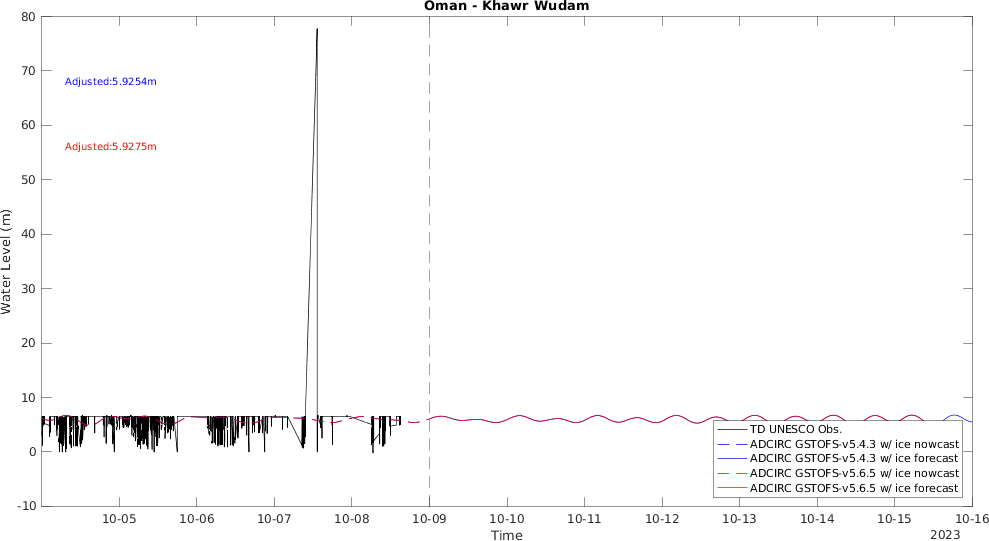 Oman - Khawr Wudam
80
70
60
50
40
30
20
10
0
-10
Water Level (m)
Adjusted:5.9254m
Adjusted:5.9275m
TD UNESCO Obs.
ADCIRC GSTOFS-v5.4.3 w/ ice nowcast
ADCIRC GSTOFS-v5.4.3 w/ ice forecast
ADCIRC GSTOFS-v5.6.5 w/ ice nowcast
ADCIRC GSTOFS-v5.6.5 w/ ice forecast
10-05 10-06 10-07 10-08 10-09 10-10 10-11 10-12 10-13 10-14 10-15 10-16
Time
2023